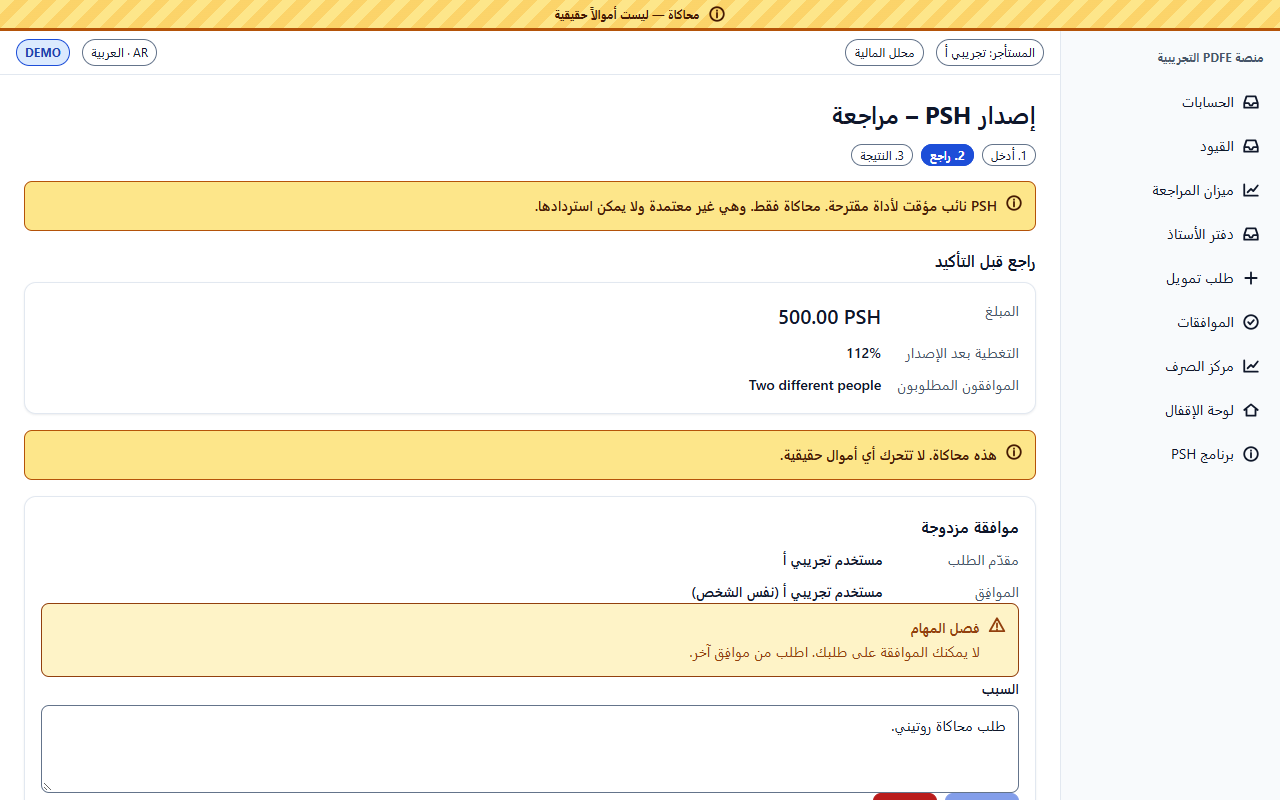 محاكاة — ليست أموالاً حقيقية
منصة PDFE التجريبية
الحسابات
القيود
ميزان المراجعة
دفتر الأستاذ
طلب تمويل
الموافقات
مركز الصرف
لوحة الإقفال
برنامج PSH
المستأجر: تجريبي أ
محلل المالية
AR · العربية
DEMO
إصدار PSH – مراجعة
1. أدخل
2. راجع
3. النتيجة
PSH نائب مؤقت لأداة مقترحة. محاكاة فقط. وهي غير معتمدة ولا يمكن استردادها.
راجع قبل التأكيد
المبلغ 500.00 PSH
التغطية بعد الإصدار 112%
الموافقون المطلوبون Two different people
هذه محاكاة. لا تتحرك أي أموال حقيقية.
موافقة مزدوجة
مقدّم الطلب مستخدم تجريبي أ
الموافِق مستخدم تجريبي أ (نفس الشخص)
فصل المهام
لا يمكنك الموافقة على طلبك. اطلب من موافِق آخر.
السبب
طلب محاكاة روتيني.